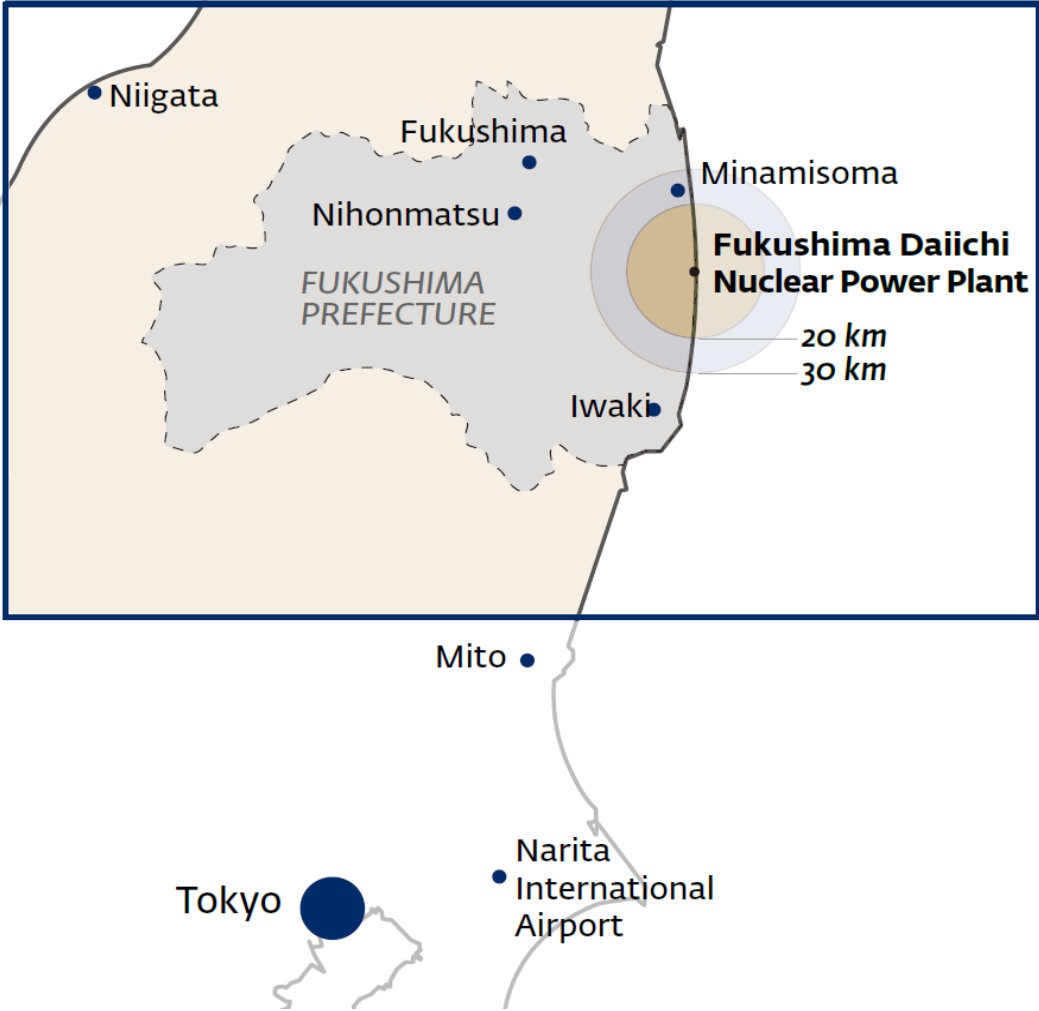 Niigata
Fukushima
Minamisoma
Nihonmatsu
Fukushima Daiichi
Nuclear Power Plant
FUKUSHIMA
PREFECTURE
20 km
30 km
Iwaki
Mito
Narita
International
Airport
Tokyo